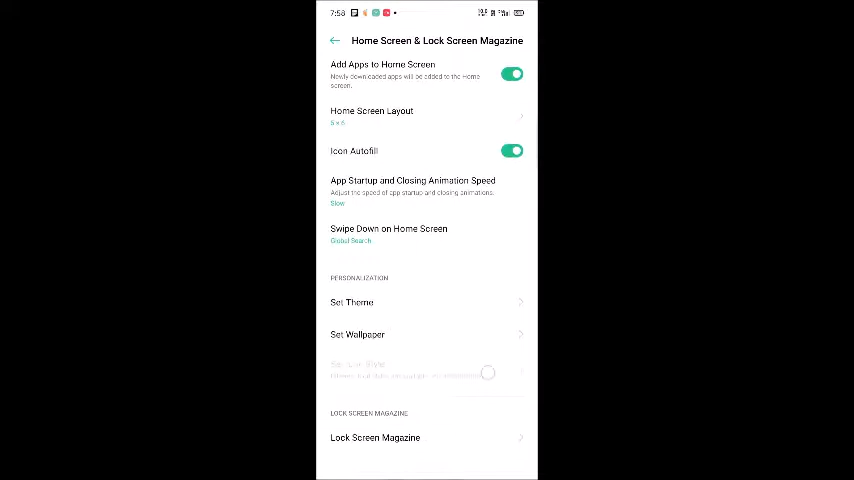 7:58
Home Screen & Lock Screen Magazine
Add Apps to Home Screen
Newly downloaded apps will be added to the Home
screen.
Home Screen Layout
Icon Autofill
App Startup and Closing Animation Speed
Adjust the speed of app startup and closing animations.
Slow
Swipe Down on Home Screen
Global Search
PERSONALIZATION
Set Theme
Set Wallpaper
LOCK SCREEN MAGAZINE
Lock Screen Magazine